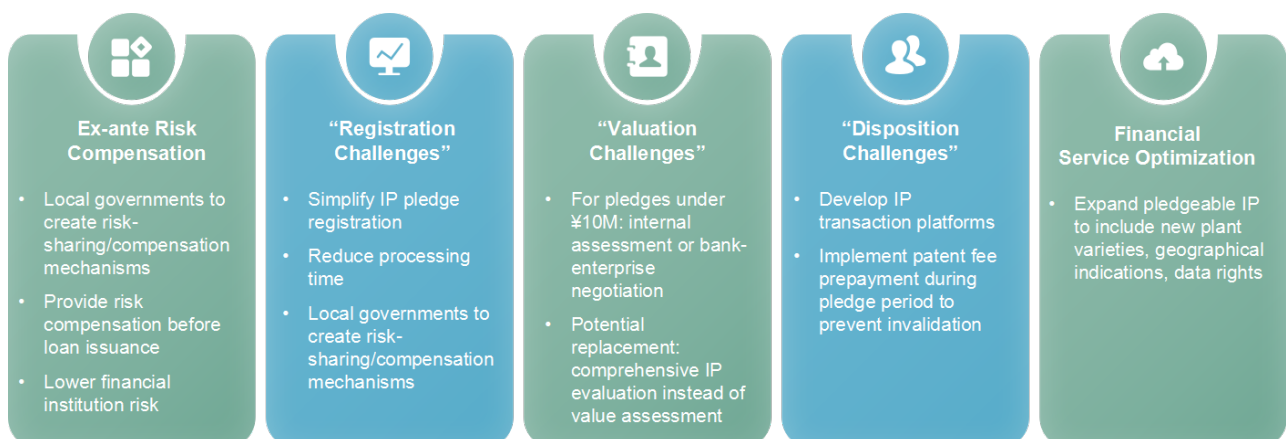 Ex-ante Risk
Compensation
• Local governments to
create risk-
sharing/compensation
mechanisms
• Provide risk
compensation before
loan issuance
• Lower financial
institution risk
“Registration
Challenges”
• Simplify IP pledge
registration
• Reduce processing
time
• Local governments to
create risk-
sharing/compensation
mechanisms
“Valuation
Challenges”
• For pledges under
¥10M: internal
assessment or bank-
enterprise
negotiation
• Potential
replacement:
comprehensive IP
evaluation instead of
value assessment
“Disposition
Challenges”
• Develop IP
transaction platforms
• Implement patent fee
prepayment during
pledge period to
prevent invalidation
Financial
Service Optimization
• Expand pledgeable IP
to include new plant
varieties, geographical
indications, data rights